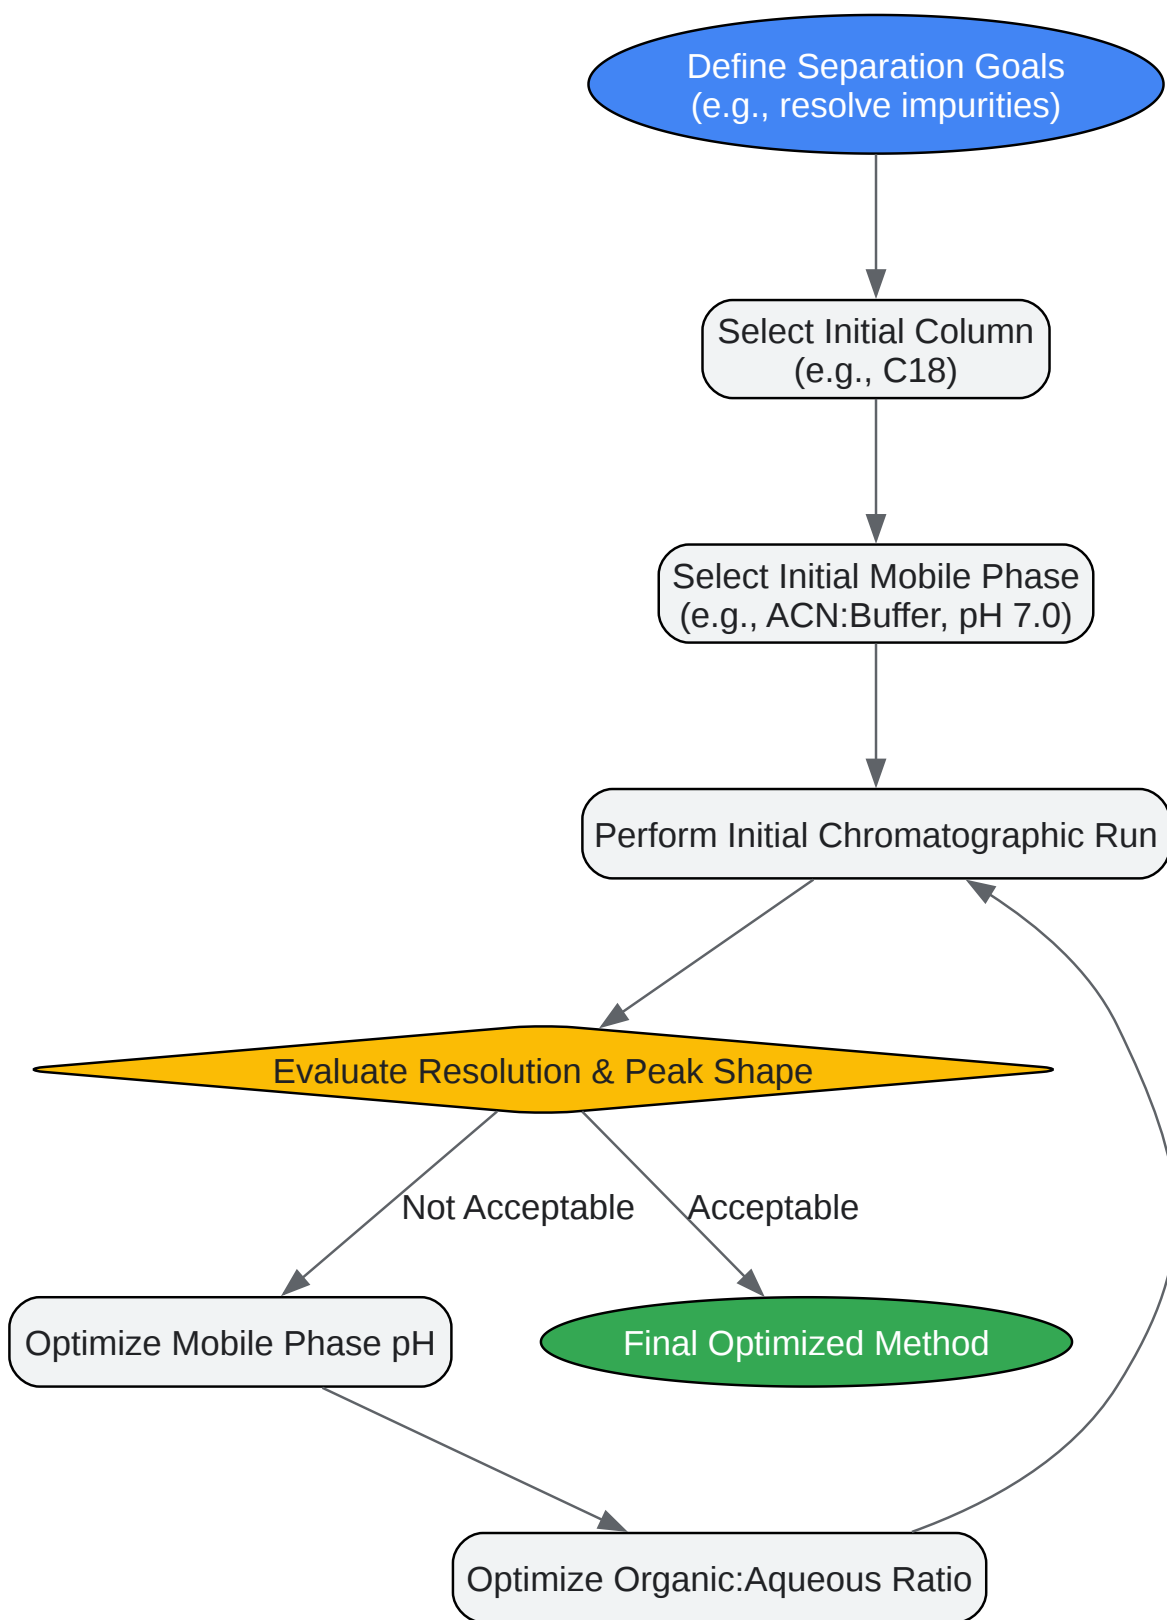 Define Separation Goals
(e.g., resolve impurities)
Select Initial Column
(e.g., C18)
Select Initial Mobile Phase
(e.g., ACN:Buffer, pH 7.0)
Perform Initial Chromatographic Run
Evaluate Resolution & Peak Shape
Not Acceptable
Acceptable
Optimize Mobile Phase pH
Final Optimized Method
Optimize Organic:Aqueous Ratio